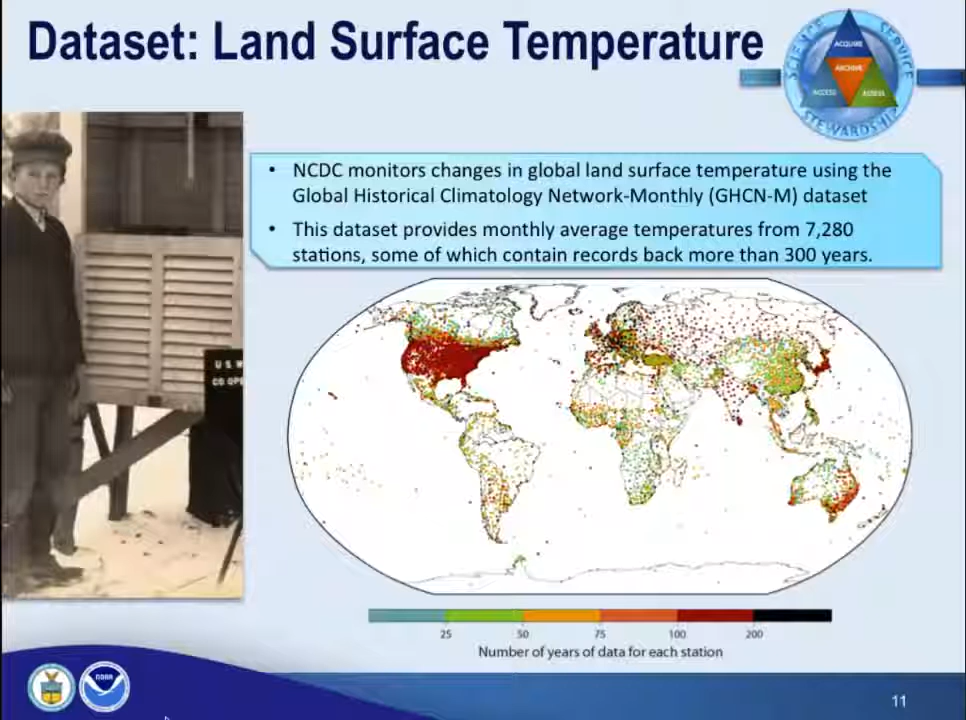 Dataset: Land Surface Temperature
SCIENCE
SERVICE
STEWARDSHIP
ACQUIRE
ARCHIVE
ACCESS
ASSESS
• NCDC monitors changes in global land surface temperature using the
Global Historical Climatology Network-Monthly (GHCN-M) dataset
• This dataset provides monthly average temperatures from 7,280
stations, some of which contain records back more than 300 years.
U S W
CO OPE
25 50 75 100 200
Number of years of data for each station
NOAA
11